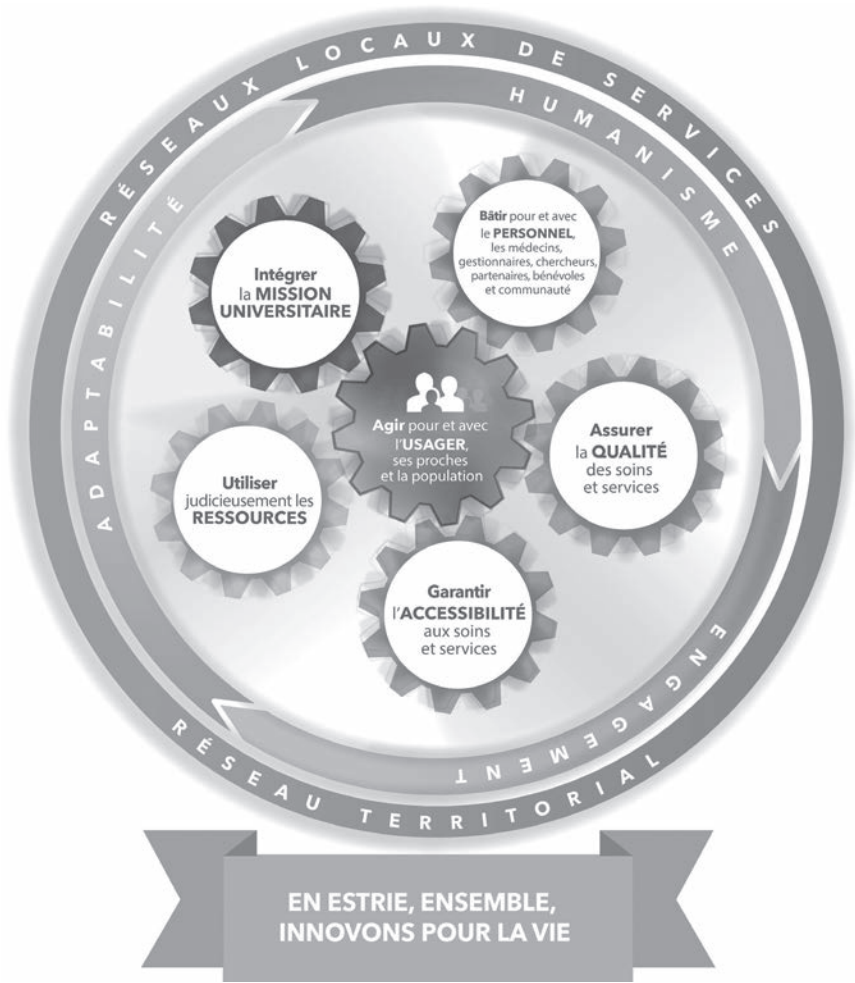 RÉSEAUX LOCAUX DE SERVICES
HUMANISME
ADAPTABILITÉ
Intégrer
la MISSION
UNIVERSITAIRE
Bâtir pour et avec
le PERSONNEL,
les médecins,
gestionnaires, chercheurs,
partenaires, bénévoles
et communauté
Agir pour et avec
l'USAGER,
ses proches
et la population
Assurer
la QUALITÉ
des soins
et services
Utiliser
judicieusement les
RESSOURCES
Garantir
l'ACCESSIBILITÉ
aux soins
et services
ENGAGEMENT
RÉSEAU TERRITORIAL
EN ESTRIE, ENSEMBLE,
INNOVONS POUR LA VIE